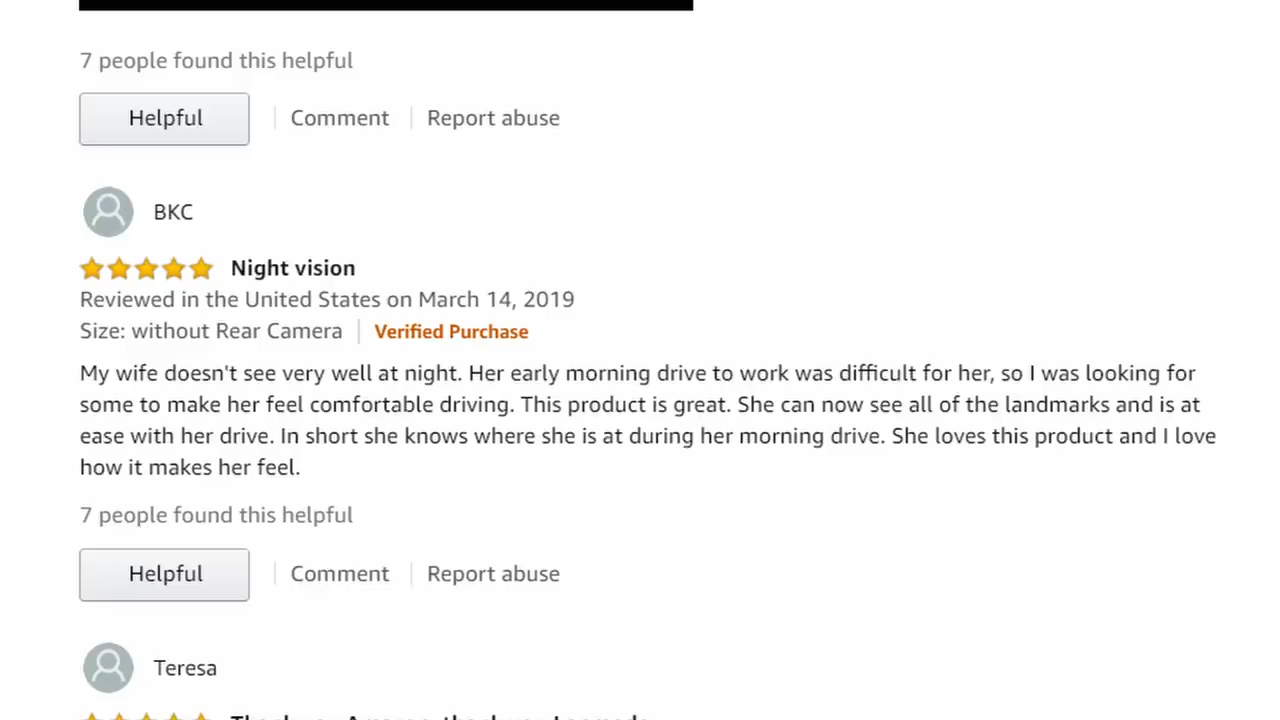 7 people found this helpful
Helpful
Comment
Report abuse
BKC
Night vision
Reviewed in the United States on March 14, 2019
Size: without Rear Camera
Verified Purchase
My wife doesn't see very well at night. Her early morning drive to work was difficult for her, so I was looking for
some to make her feel comfortable driving. This product is great. She can now see all of the landmarks and is at
ease with her drive. In short she knows where she is at during her morning drive. She loves this product and I love
how it makes her feel.
7 people found this helpful
Helpful
Comment
Report abuse
Teresa